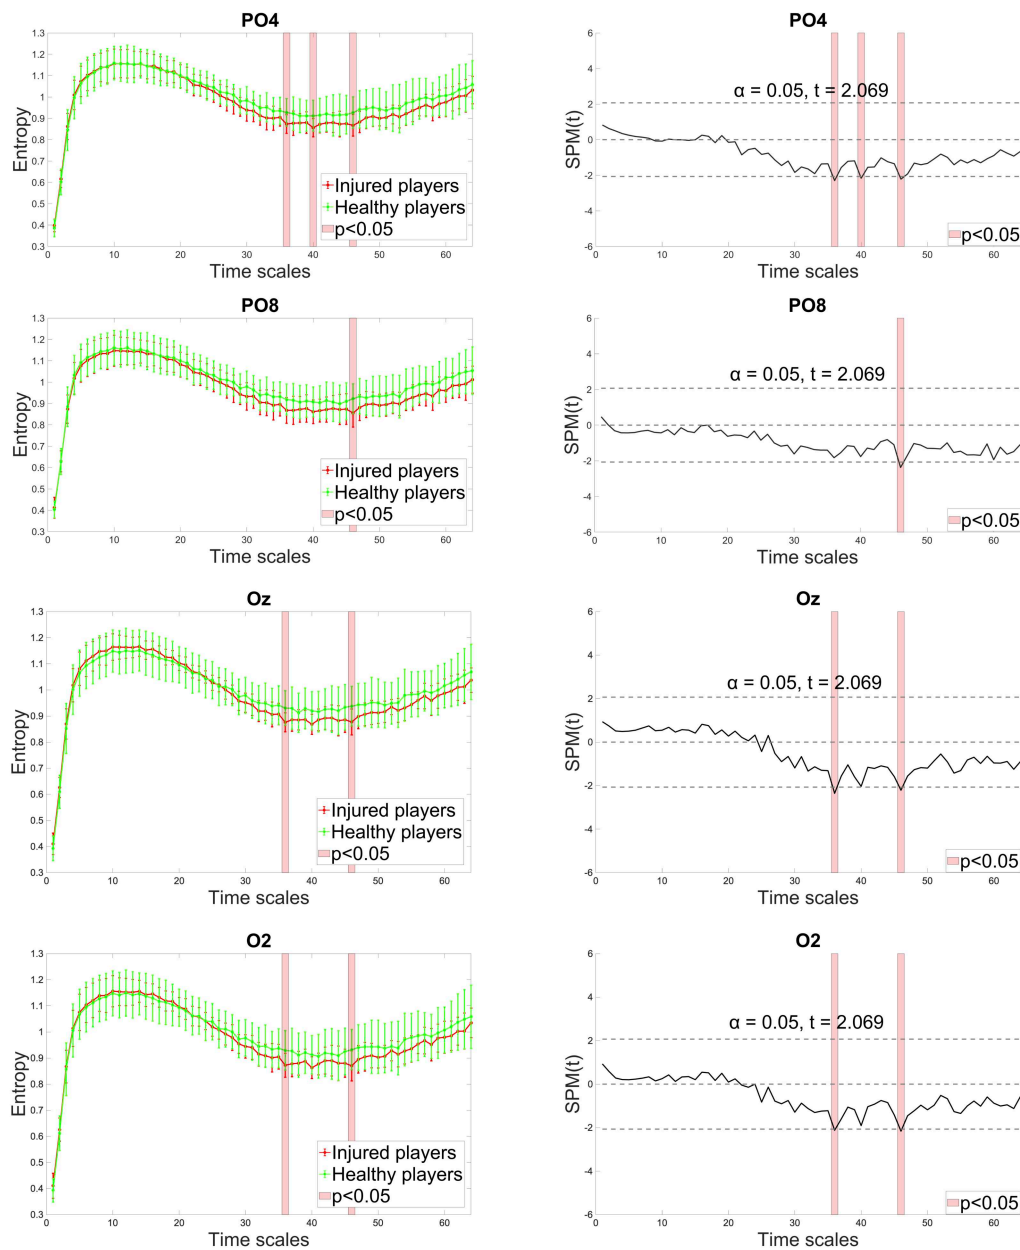 PO4
1.3
1.2
1.1
1
0.9
0.8
0.7
0.6
0.5
0.4
0.3
Entropy
Injured players
Healthy players
p<0.05
0 10 20 30 40 50 60
Time scales
PO4
6
4
2
0
-2
-4
-6
SPM(t)
α = 0.05, t = 2.069
p<0.05
0 10 20 30 40 50 60
Time scales
PO8
1.3
1.2
1.1
1
0.9
0.8
0.7
0.6
0.5
0.4
0.3
Entropy
Injured players
Healthy players
p<0.05
0 10 20 30 40 50 60
Time scales
PO8
6
4
2
0
-2
-4
-6
SPM(t)
α = 0.05, t = 2.069
p<0.05
0 10 20 30 40 50 60
Time scales
Oz
1.3
1.2
1.1
1
0.9
0.8
0.7
0.6
0.5
0.4
0.3
Entropy
Injured players
Healthy players
p<0.05
0 10 20 30 40 50 60
Time scales
Oz
6
4
2
0
-2
-4
-6
SPM(t)
α = 0.05, t = 2.069
p<0.05
0 10 20 30 40 50 60
Time scales
O2
1.3
1.2
1.1
1
0.9
0.8
0.7
0.6
0.5
0.4
0.3
Entropy
Injured players
Healthy players
p<0.05
0 10 20 30 40 50 60
Time scales
O2
6
4
2
0
-2
-4
-6
SPM(t)
α = 0.05, t = 2.069
p<0.05
0 10 20 30 40 50 60
Time scales